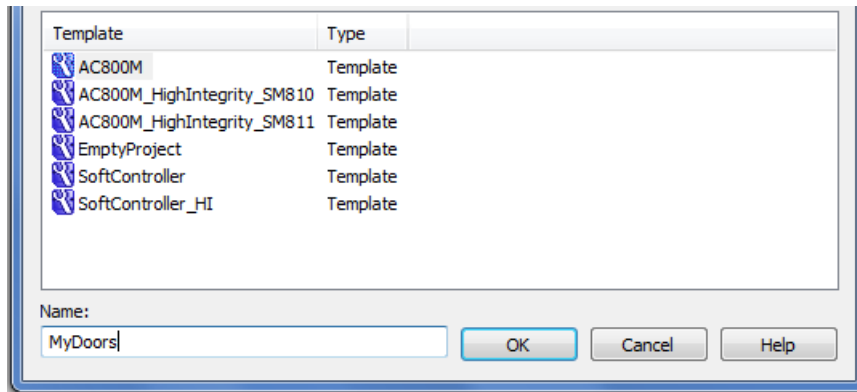 Template Type
AC800M Template
AC800M_HighIntegrity_SM810 Template
AC800M_HighIntegrity_SM811 Template
EmptyProject Template
SoftController Template
SoftController_HI Template
Name:
MyDoors OK Cancel Help